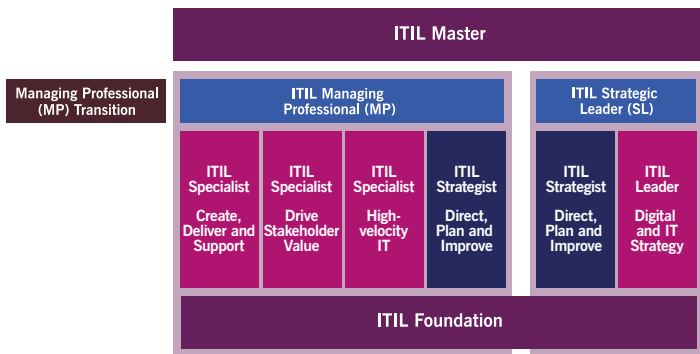 ITIL Master
Managing Professional
(MP) Transition
ITIL Managing
Professional (MP)
ITIL Strategic
Leader (SL)
ITIL
Specialist
Create,
Deliver and
Support
ITIL
Specialist
Drive
Stakeholder
Value
ITIL
Specialist
High-
velocity
IT
ITIL
Strategist
Direct,
Plan and
Improve
ITIL
Strategist
Direct,
Plan and
Improve
ITIL
Leader
Digital
and IT
Strategy
ITIL Foundation